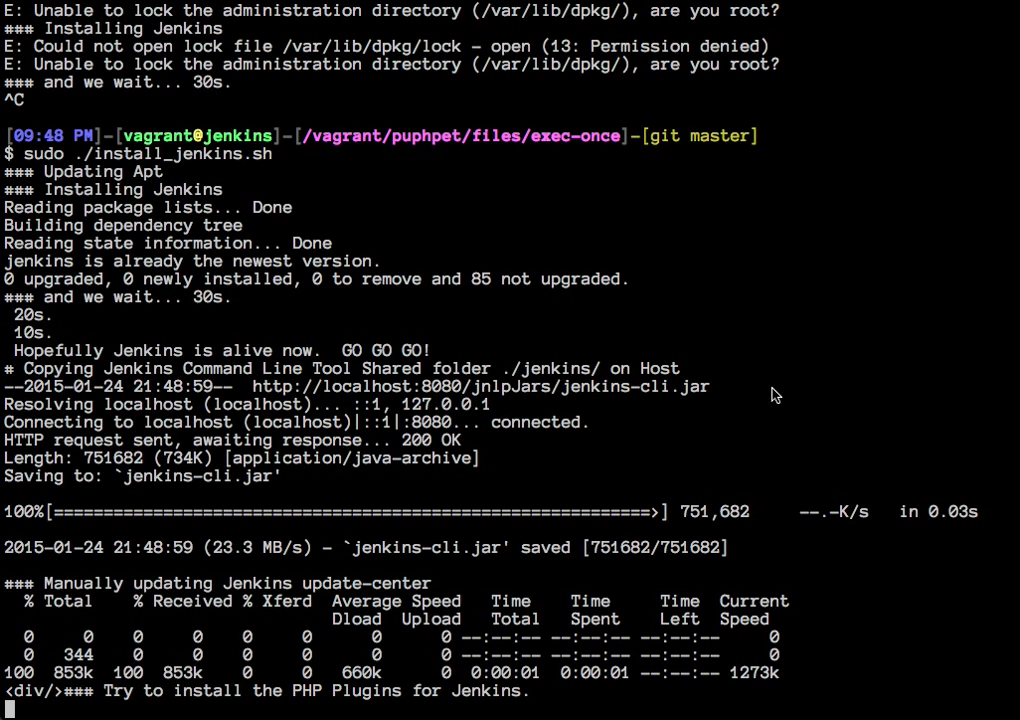 E: Unable to lock the administration directory (/var/lib/dpkg/), are you root?
### Installing Jenkins
E: Could not open lock file /var/lib/dpkg/lock - open (13: Permission denied)
E: Unable to lock the administration directory (/var/lib/dpkg/), are you root?
### and we wait... 30s.
^C
[09:48 PM]-[vagrant@jenkins]-[/vagrant/puphpet/files/exec-once]-[git master]
$ sudo ./install_jenkins.sh
### Updating Apt
### Installing Jenkins
Reading package lists... Done
Building dependency tree
Reading state information... Done
jenkins is already the newest version.
0 upgraded, 0 newly installed, 0 to remove and 85 not upgraded.
### and we wait... 30s.
20s.
10s.
Hopefully Jenkins is alive now.  GO GO GO!
# Copying Jenkins Command Line Tool Shared folder ./jenkins/ on Host
--2015-01-24 21:48:59--  http://localhost:8080/jnlpJars/jenkins-cli.jar
Resolving localhost (localhost)... ::1, 127.0.0.1
Connecting to localhost (localhost)|::1|:8080... connected.
HTTP request sent, awaiting response... 200 OK
Length: 751682 (734K) [application/java-archive]
Saving to: `jenkins-cli.jar'
100%[============================================================>] 751,682     --.-K/s   in 0.03s
2015-01-24 21:48:59 (23.3 MB/s) - `jenkins-cli.jar' saved [751682/751682]
### Manually updating Jenkins update-center
  % Total    % Received % Xferd  Average Speed   Time    Time     Time  Current
                                 Dload  Upload   Total   Spent    Left  Speed
  0     0    0     0    0     0      0      0 --:--:-- --:--:-- --:--:--     0
  0   344    0     0    0     0      0      0 --:--:-- --:--:-- --:--:--     0
100  853k  100  853k    0     0   660k      0  0:00:01  0:00:01 --:--:-- 1273k
<div/>### Try to install the PHP Plugins for Jenkins.